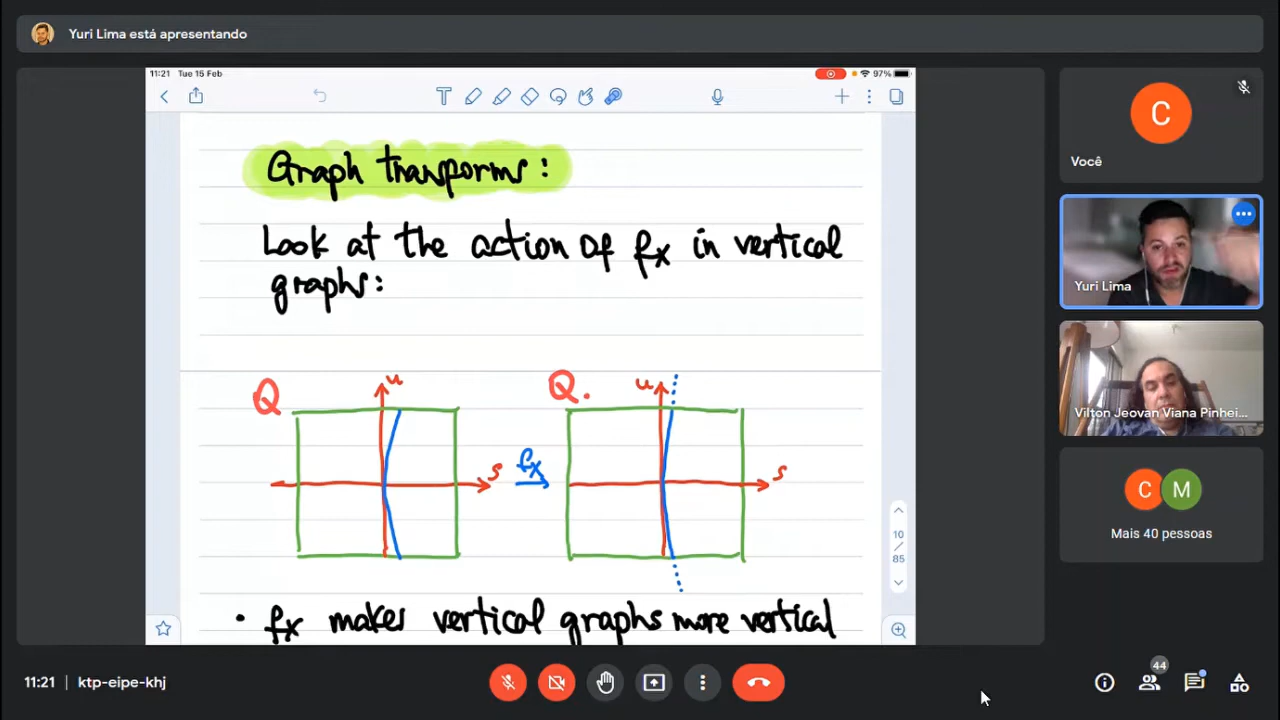 Yuri Lima está apresentando
11:21 Tue 15 Feb
97%
T
Graph transforms:
Look at the action of fx in vertical
graphs:
Q
u
s
fx
Q.
u
s
• fx makes vertical graphs more vertical
10
/
85
C
Você
Yuri Lima
Vilton Jeovan Viana Pinhei...
C M
Mais 40 pessoas
11:21 | ktp-eipe-khj
44